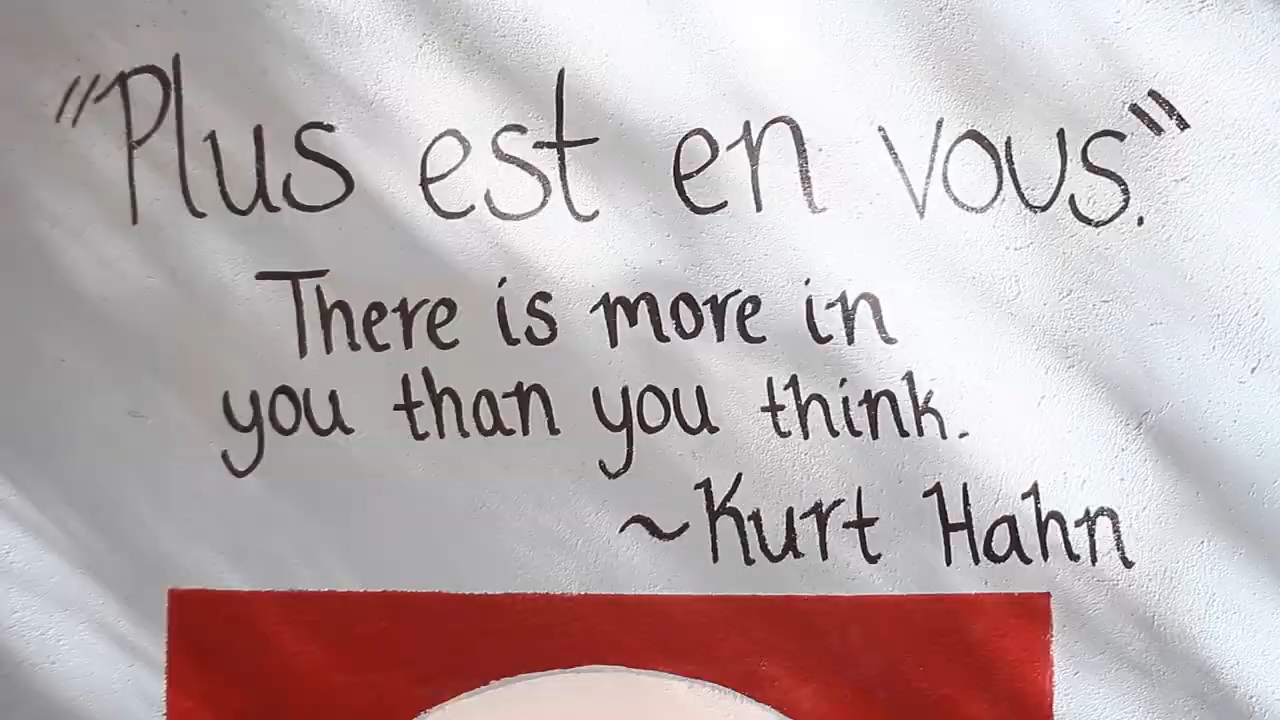 "Plus est en vous."
There is more in
you than you think.
~Kurt Hahn